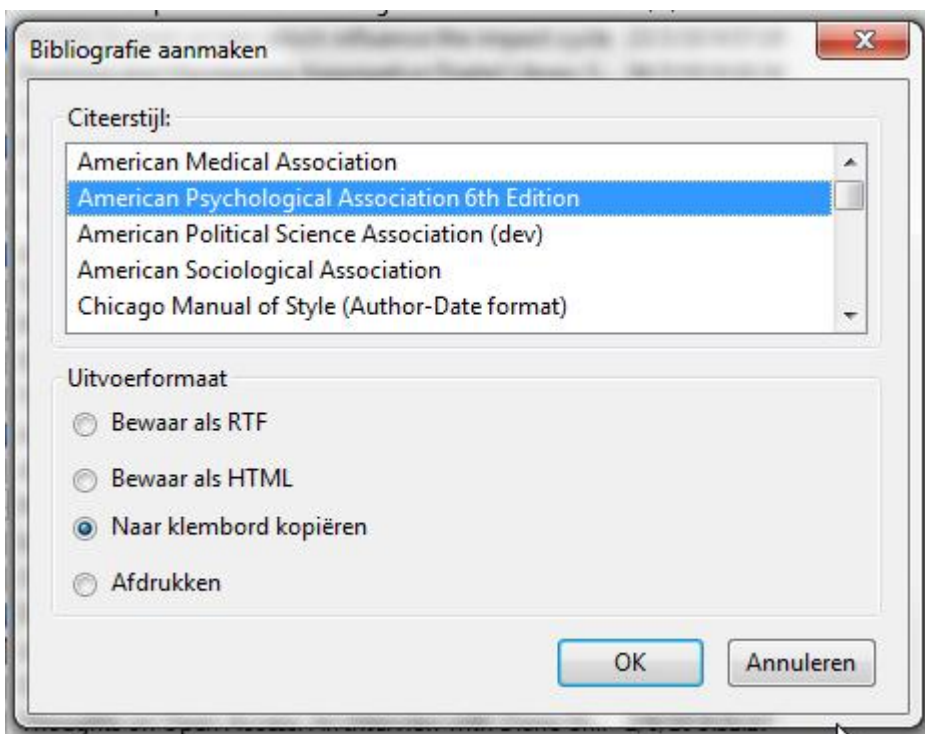 Bibliografie aanmaken
Citeerstijl:
American Medical Association
American Psychological Association 6th Edition
American Political Science Association (dev)
American Sociological Association
Chicago Manual of Style (Author-Date format)
Uitvoerformaat
Bewaar als RTF
Bewaar als HTML
Naar klembord kopiëren
Afdrukken
OK
Annuleren